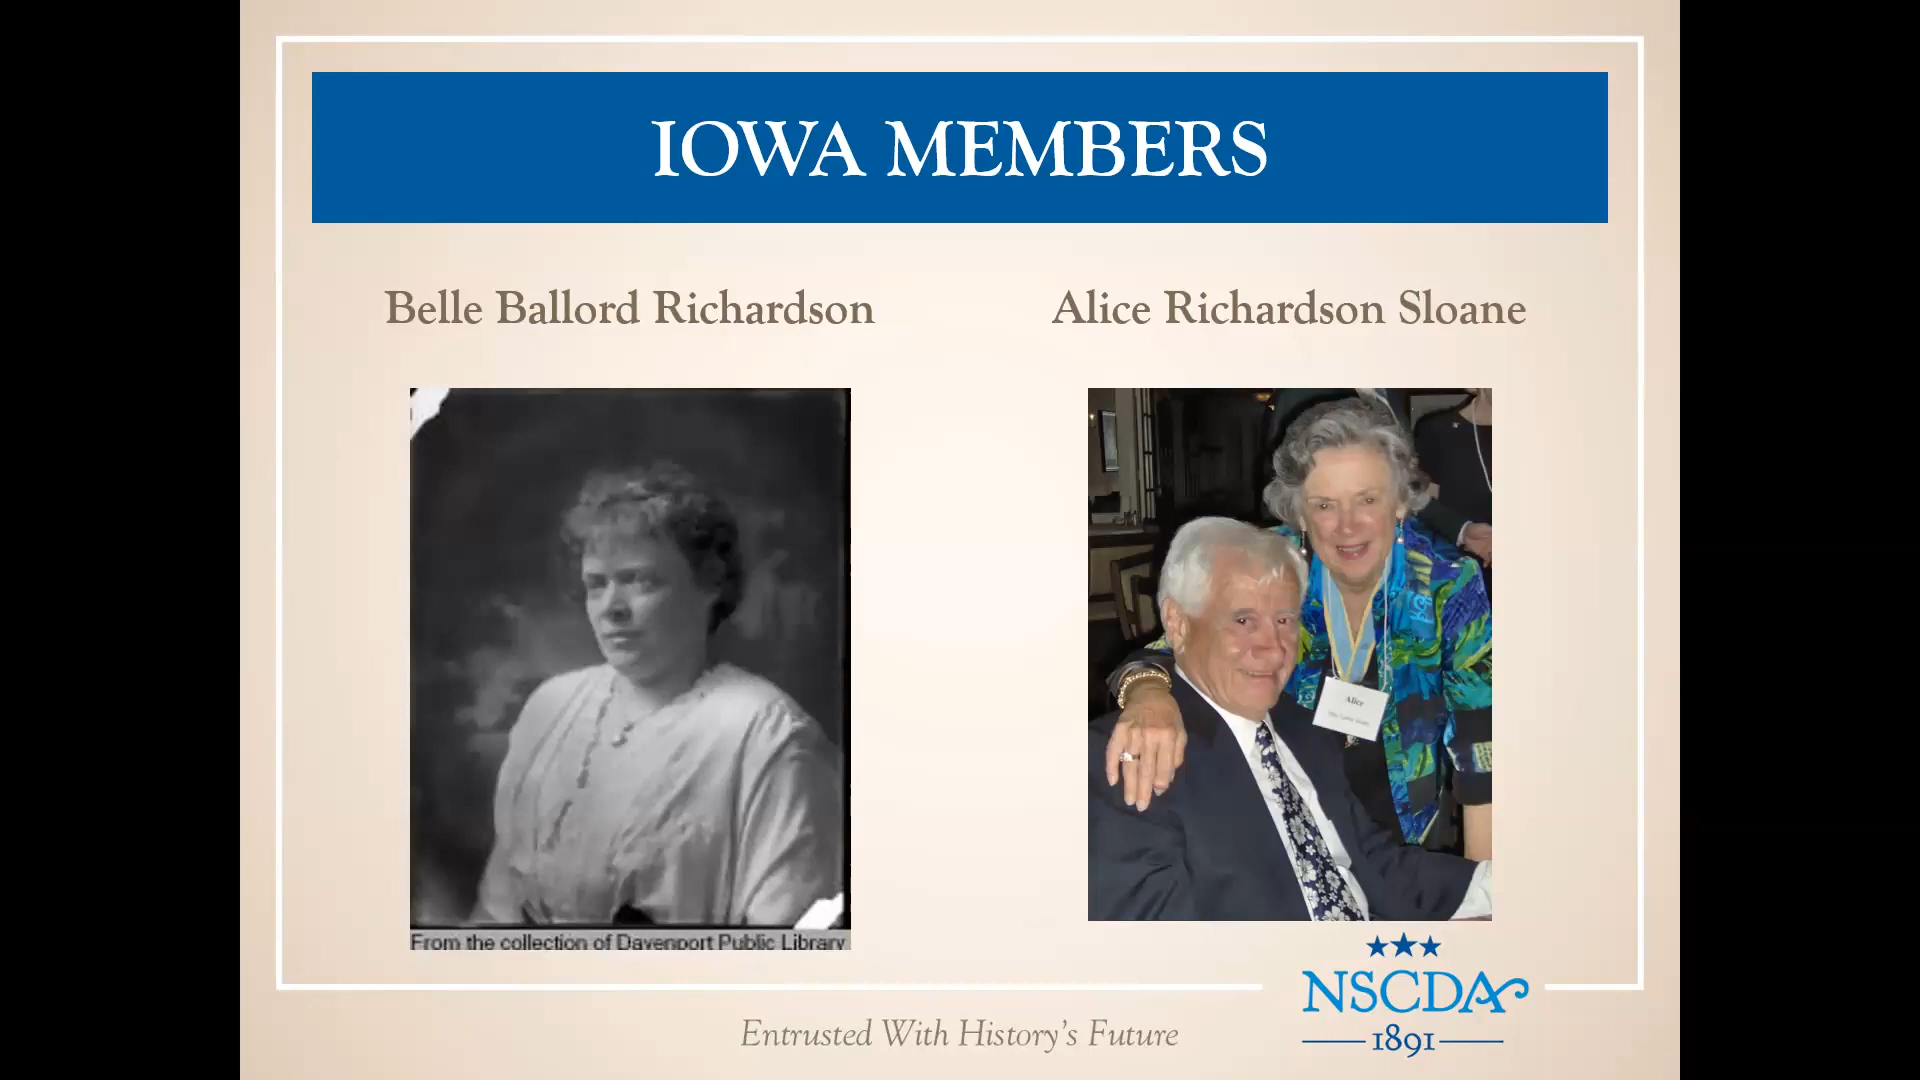 IOWA MEMBERS
Belle Ballord Richardson
Alice Richardson Sloane
Alice
From the collection of Davenport Public Library
NSCDA
1891
Entrusted With History's Future